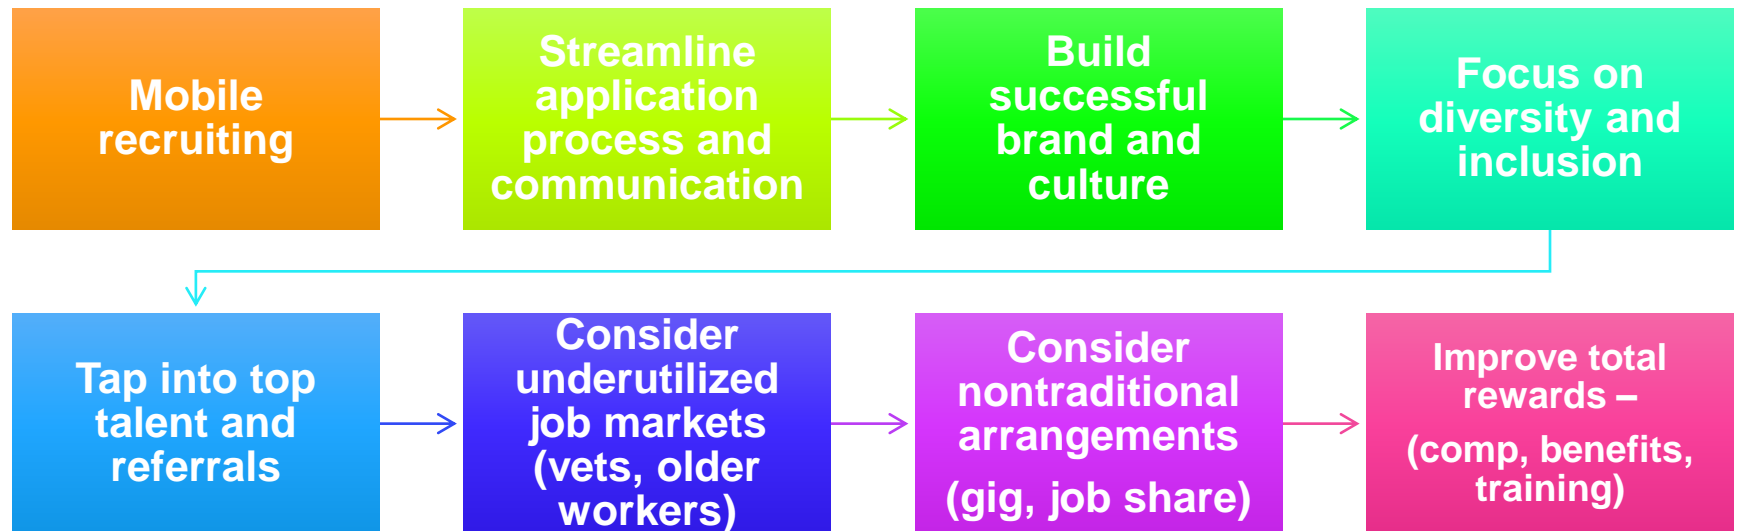 Mobile
recruiting
Streamline
application
process and
communication
Build
successful
brand and
culture
Focus on
diversity and
inclusion
Tap into top
talent and
referrals
Consider
underutilized
job markets
(vets, older
workers)
Consider
nontraditional
arrangements
(gig, job share)
Improve total
rewards –
(comp, benefits,
training)